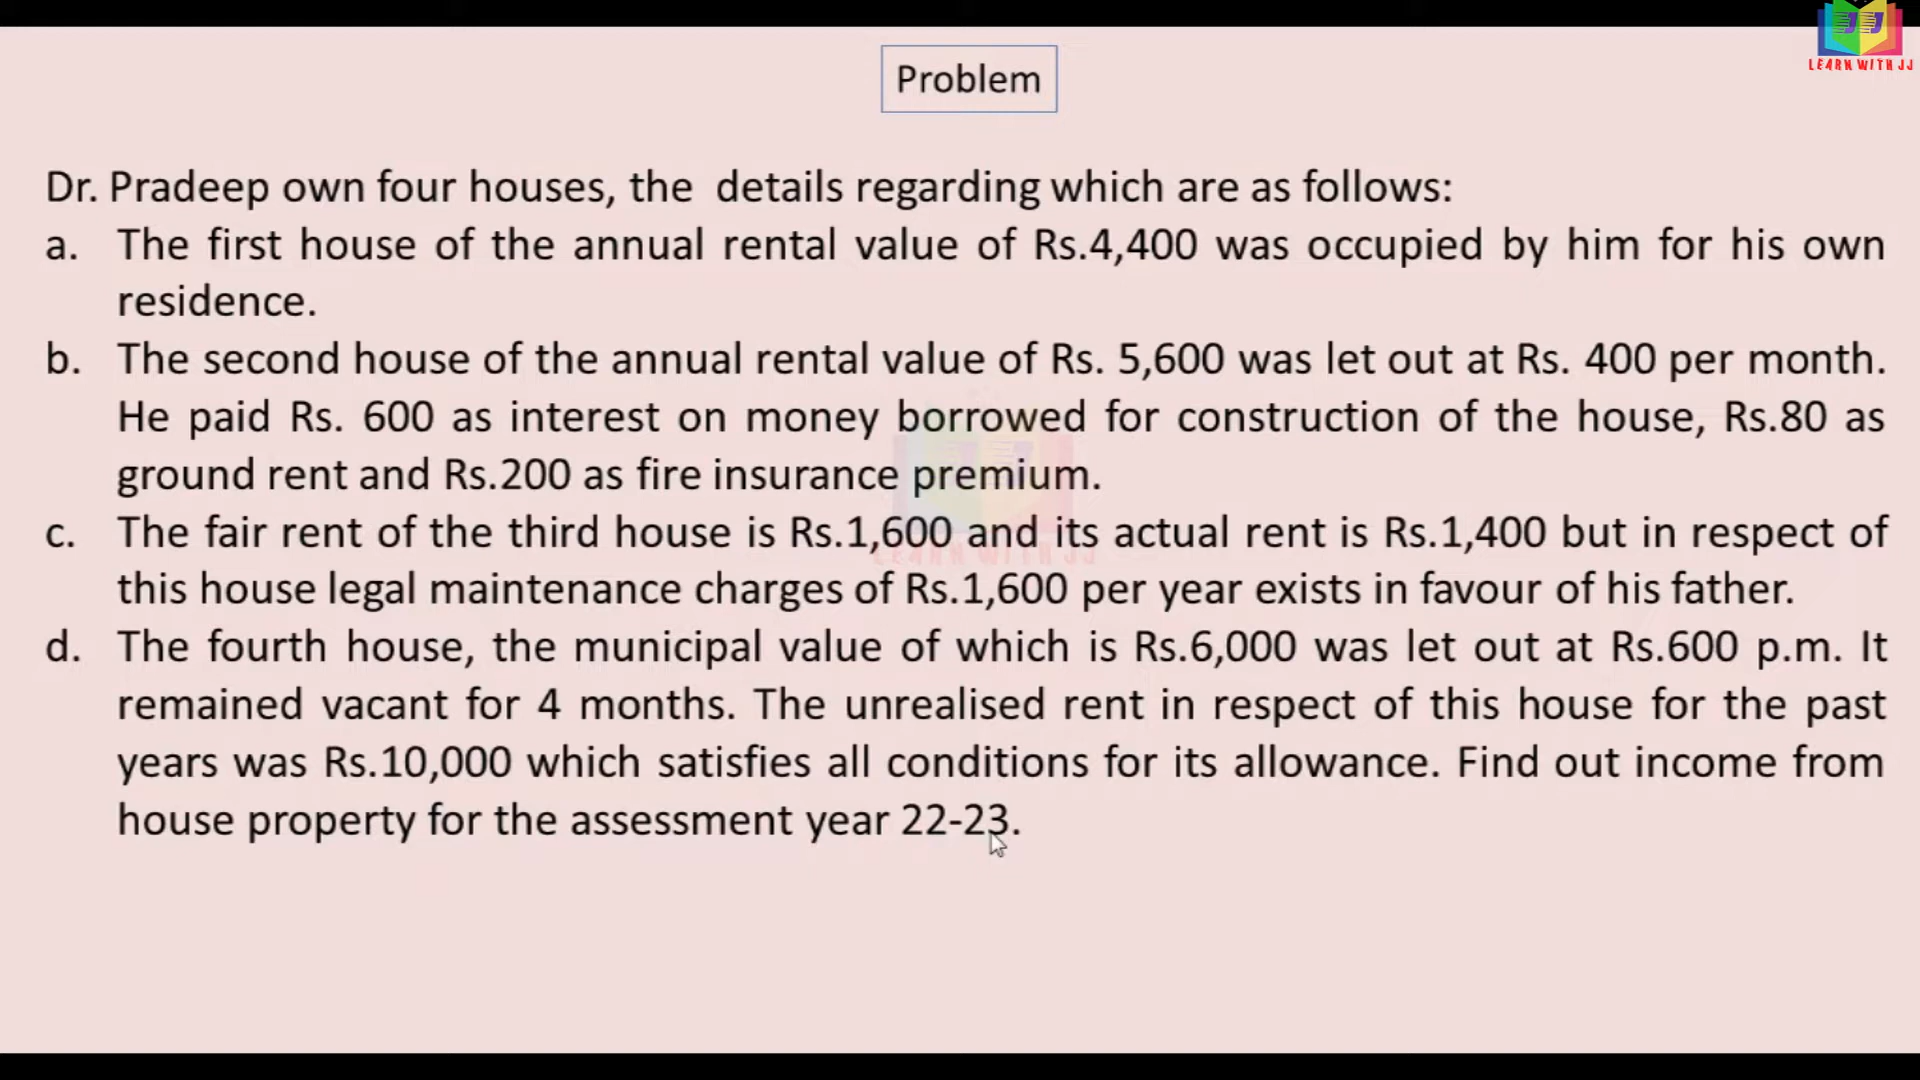 LEARN WITH JJ
Problem
Dr. Pradeep own four houses, the details regarding which are as follows:
a. The first house of the annual rental value of Rs.4,400 was occupied by him for his own
residence.
b. The second house of the annual rental value of Rs. 5,600 was let out at Rs. 400 per month.
He paid Rs. 600 as interest on money borrowed for construction of the house, Rs.80 as
ground rent and Rs.200 as fire insurance premium.
c. The fair rent of the third house is Rs.1,600 and its actual rent is Rs.1,400 but in respect of
LEARN WITH JJ
this house legal maintenance charges of Rs.1,600 per year exists in favour of his father.
d. The fourth house, the municipal value of which is Rs.6,000 was let out at Rs.600 p.m. It
remained vacant for 4 months. The unrealised rent in respect of this house for the past
years was Rs.10,000 which satisfies all conditions for its allowance. Find out income from
house property for the assessment year 22-23.